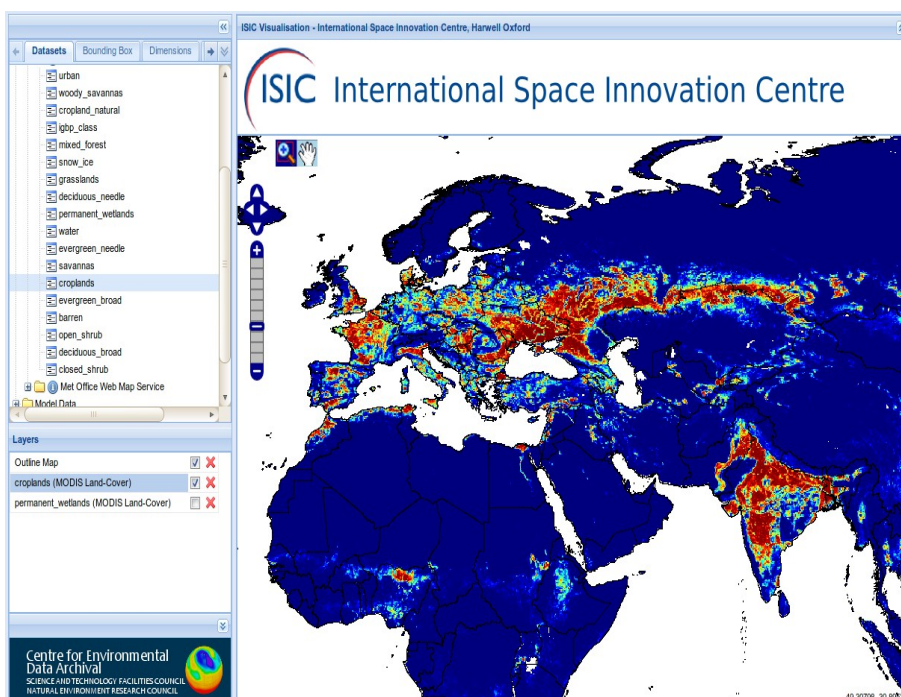 ISIC Visualisation - International Space Innovation Centre, Harwell Oxford
Datasets
Bounding Box
Dimensions
urban
woody_savannas
cropland_natural
igbp_class
mixed_forest
snow_ice
grasslands
deciduous_needle
permanent_wetlands
water
evergreen_needle
savannas
croplands
evergreen_broad
barren
open_shrub
deciduous_broad
closed_shrub
Met Office Web Map Service
Model Data
Layers
Outline Map
croplands (MODIS Land-Cover)
permanent_wetlands (MODIS Land-Cover)
Centre for Environmental
Data Archival
SCIENCE AND TECHNOLOGY FACILITIES COUNCIL
NATURAL ENVIRONMENT RESEARCH COUNCIL
ISIC International Space Innovation Centre